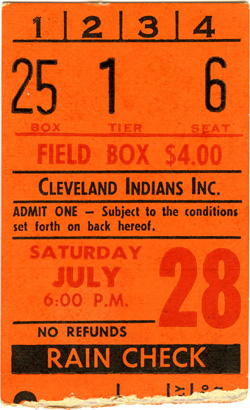 1 2 3 4
25 1 6
BOX TIER SEAT
FIELD BOX $4.00
CLEVELAND INDIANS INC.
ADMIT ONE — Subject to the conditions
set forth on back hereof.
SATURDAY
JULY 28
6:00 P.M.
NO REFUNDS
RAIN CHECK